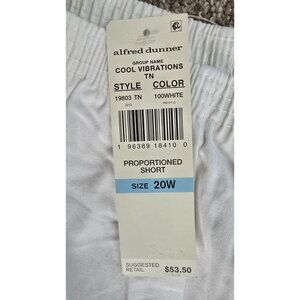 alfred dunner
GROUP NAME
COOL VIBRATIONS
TN
STYLE COLOR
19803 TN 100WHITE
1 96389 18410 0
PROPORTIONED
SHORT
SIZE 20W
SUGGESTED
RETAIL $53.50